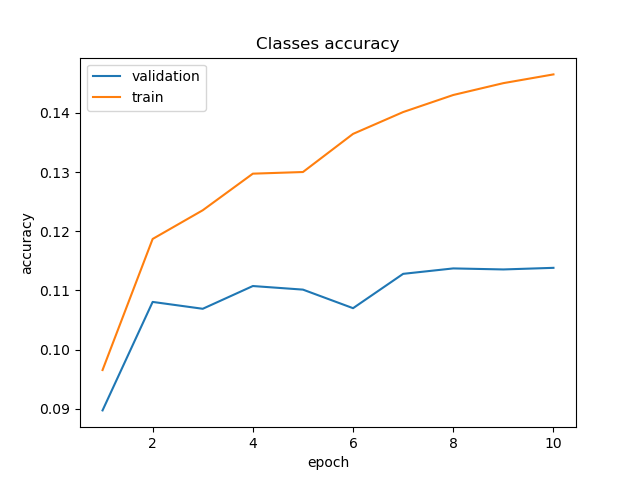 Classes accuracy
validation
train
0.14
0.13
0.12
0.11
0.10
0.09
accuracy
2 4 6 8 10
epoch